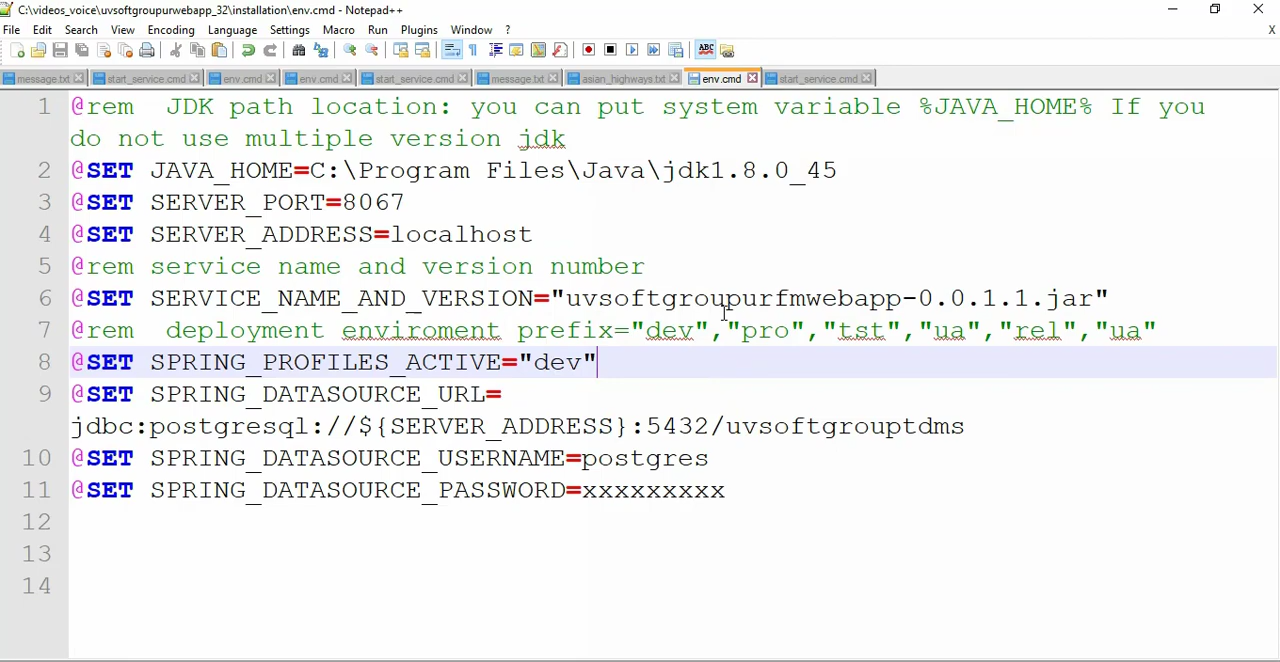 C:\videos_voice\uvsoftgroupurwebapp_32\installation\env.cmd - Notepad++
File Edit Search View Encoding Language Settings Macro Run Plugins Window ? X
message.txt start_service.cmd env.cmd env.cmd start_service.cmd message.txt asian_highways.txt env.cmd start_service.cmd
1 @rem  JDK path location: you can put system variable %JAVA_HOME% If you
do not use multiple version jdk
2 @SET JAVA_HOME=C:\Program Files\Java\jdk1.8.0_45
3 @SET SERVER_PORT=8067
4 @SET SERVER_ADDRESS=localhost
5 @rem service name and version number
6 @SET SERVICE_NAME_AND_VERSION="uvsoftgroupurfmwebapp-0.0.1.1.jar"
7 @rem  deployment enviroment prefix="dev","pro","tst","ua","rel","ua"
8 @SET SPRING_PROFILES_ACTIVE="dev"
9 @SET SPRING_DATASOURCE_URL=
jdbc:postgresql://${SERVER_ADDRESS}:5432/uvsoftgrouptdms
10 @SET SPRING_DATASOURCE_USERNAME=postgres
11 @SET SPRING_DATASOURCE_PASSWORD=xxxxxxxxx
12
13
14